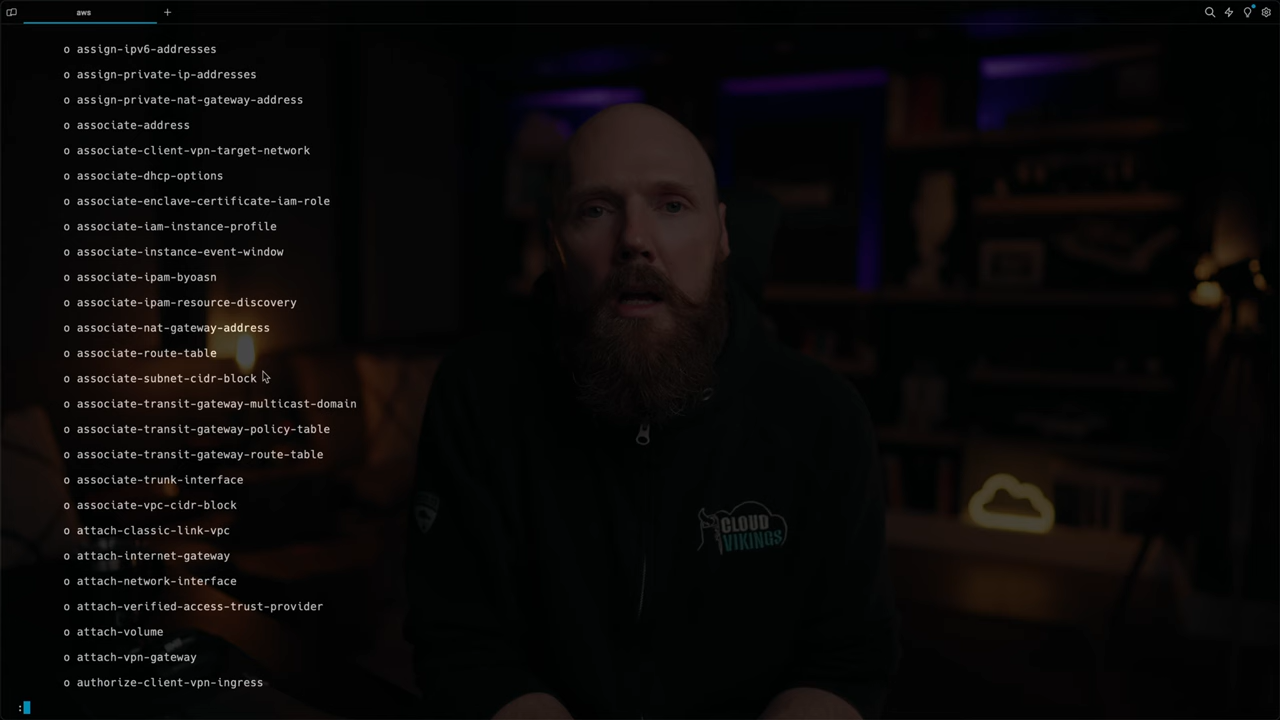 aws
o assign-ipv6-addresses
o assign-private-ip-addresses
o assign-private-nat-gateway-address
o associate-address
o associate-client-vpn-target-network
o associate-dhcp-options
o associate-enclave-certificate-iam-role
o associate-iam-instance-profile
o associate-instance-event-window
o associate-ipam-byoasn
o associate-ipam-resource-discovery
o associate-nat-gateway-address
o associate-route-table
o associate-subnet-cidr-block
o associate-transit-gateway-multicast-domain
o associate-transit-gateway-policy-table
o associate-transit-gateway-route-table
o associate-trunk-interface
o associate-vpc-cidr-block
o attach-classic-link-vpc
o attach-internet-gateway
o attach-network-interface
o attach-verified-access-trust-provider
o attach-volume
o attach-vpn-gateway
o authorize-client-vpn-ingress
:
CLOUD
VIKINGS